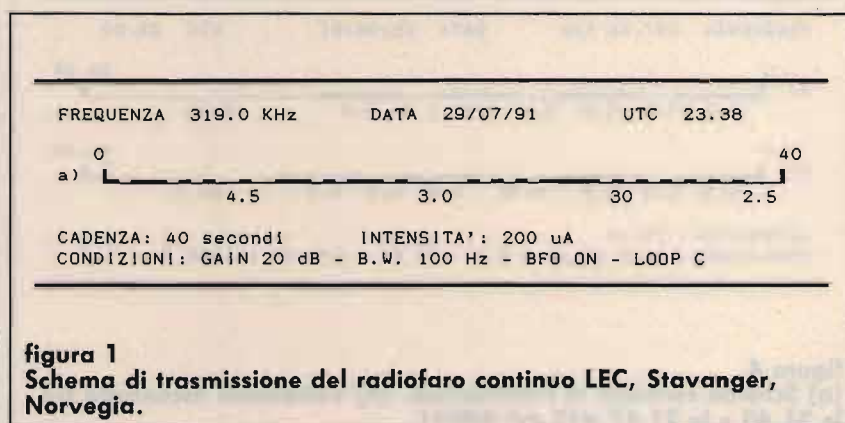 FREQUENZA 319.0 KHz DATA 29/07/91 UTC 23.38
0 40
a)
4.5 3.0 30 2.5
CADENZA: 40 secondi INTENSITA': 200 uA
CONDIZIONI: GAIN 20 dB - B.W. 100 Hz - BFO ON - LOOP C
figura 1
Schema di trasmissione del radiofaro continuo LEC, Stavanger,
Norvegia.